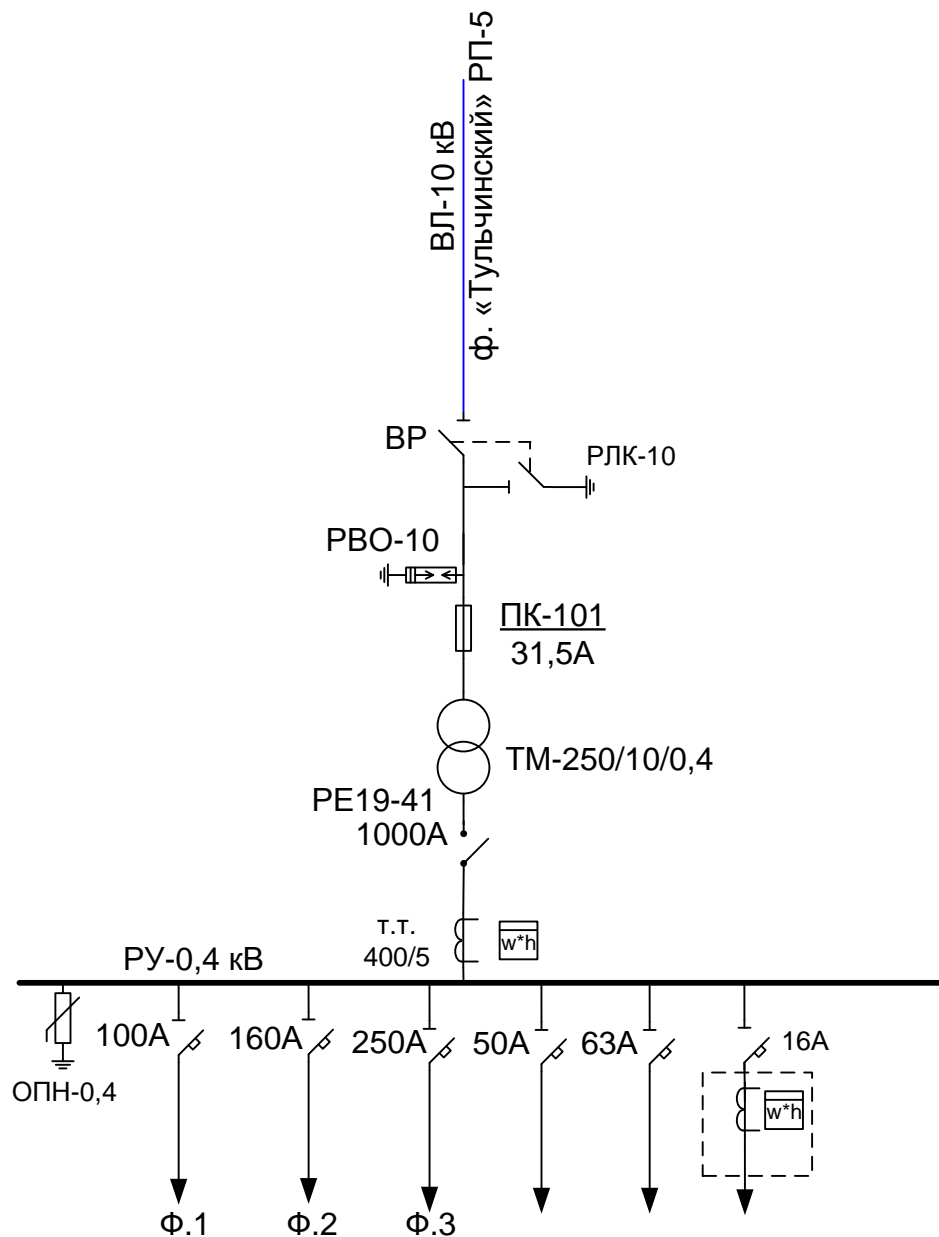 ВЛ-10 кВ
ф. «Тульчинский» РП-5
ВР
РЛК-10
РВО-10
ПК-101
31,5А
ТМ-250/10/0,4
РЕ19-41
1000А
т.т.
400/5
w*h
РУ-0,4 кВ
100А
160А
250А
50А
63А
16А
ОПН-0,4
w*h
Ф.1
Ф.2
Ф.3